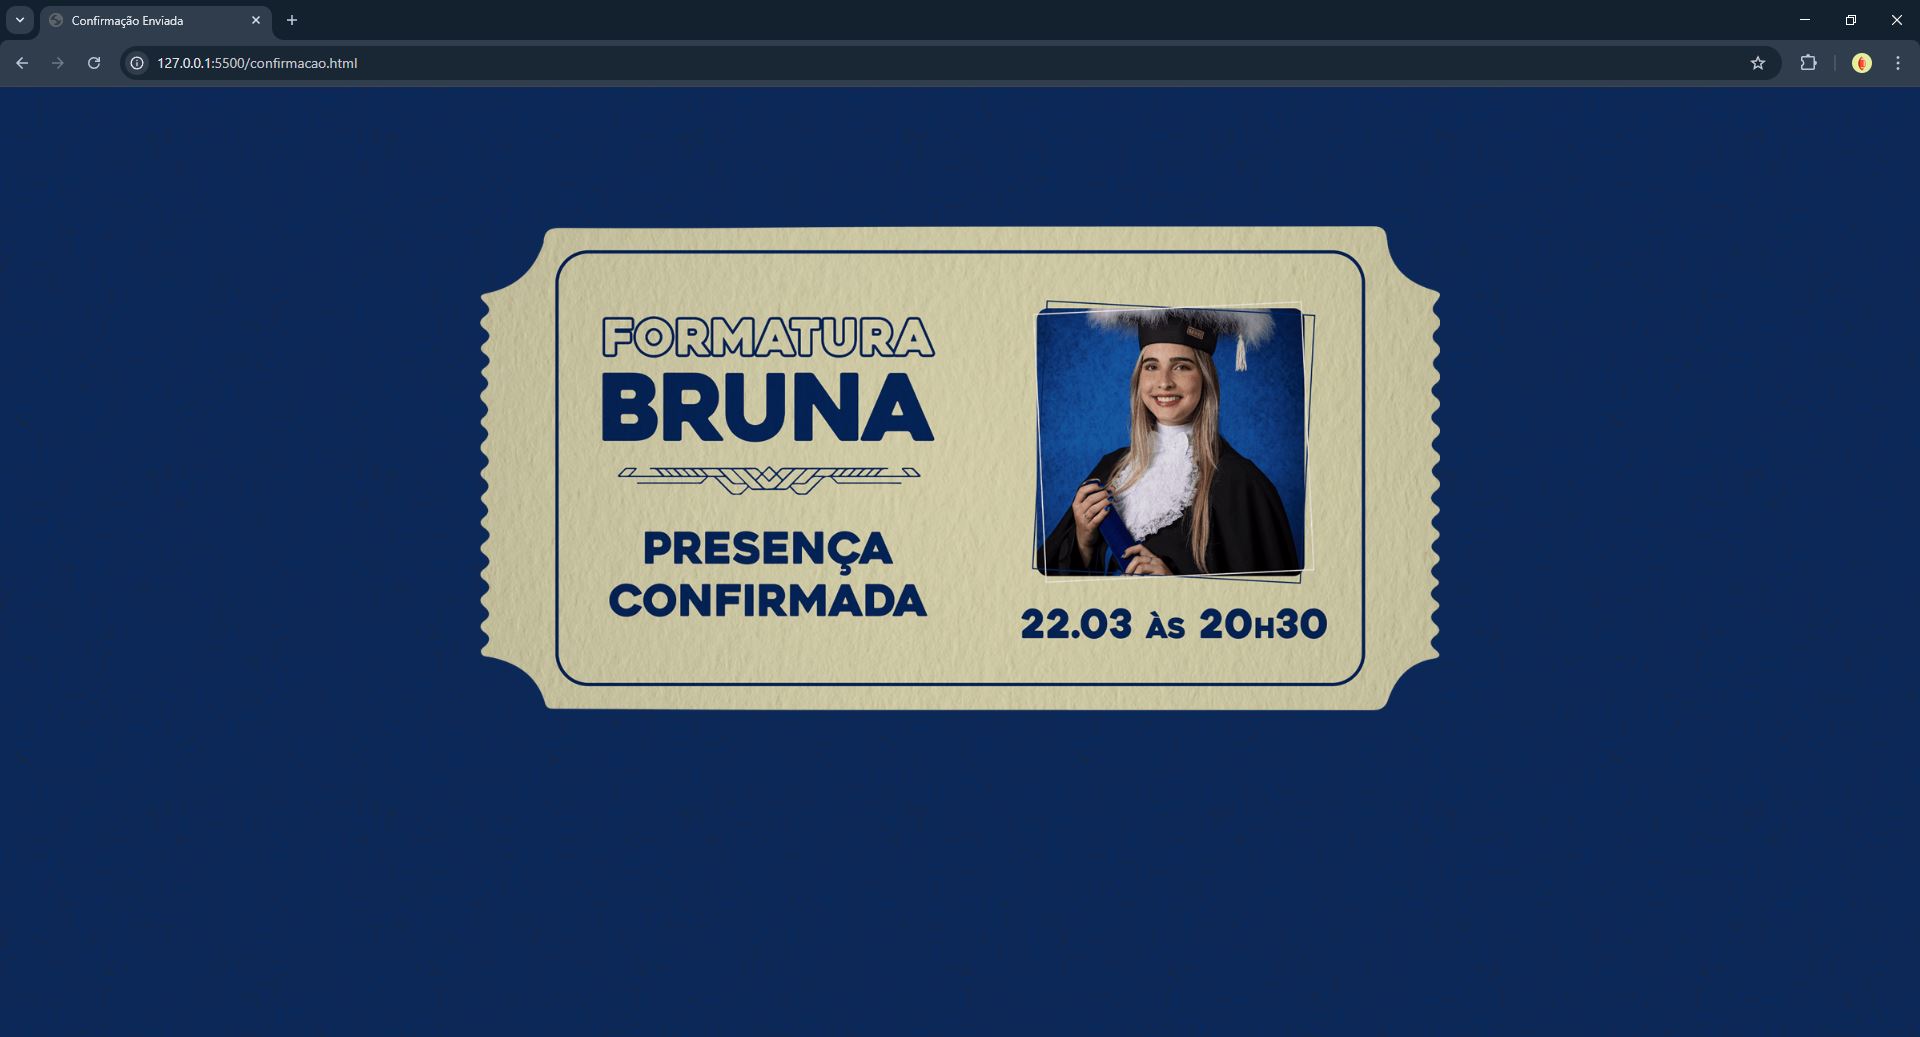 Confirmação Enviada
127.0.0.1:5500/confirmacao.html
FORMATURA
BRUNA
PRESENÇA
CONFIRMADA
22.03 ÀS 20H30